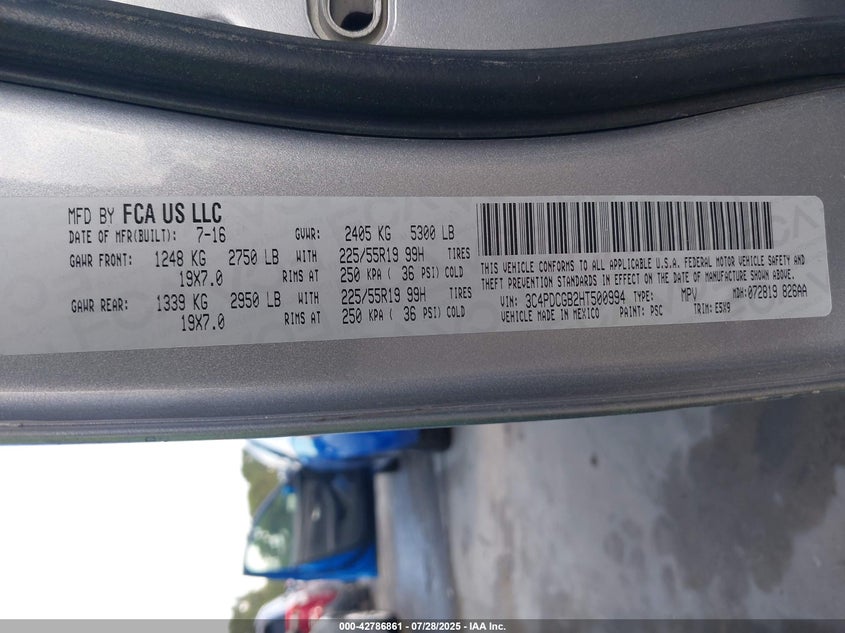 MFD BY FCA US LLC
DATE OF MFR(BUILT): 7-16 GVWR: 2405 KG 5300 LB
GAWR FRONT: 1248 KG 2750 LB WITH 225/55R19 99H TIRES
19X7.0 RIMS AT 250 KPA ( 36 PSI) COLD
GAWR REAR: 1339 KG 2950 LB WITH 225/55R19 99H TIRES
19X7.0 RIMS AT 250 KPA ( 36 PSI) COLD
THIS VEHICLE CONFORMS TO ALL APPLICABLE U.S.A. FEDERAL MOTOR VEHICLE SAFETY AND
THEFT PREVENTION STANDARDS IN EFFECT ON THE DATE OF MANUFACTURE SHOWN ABOVE.
VIN: 3C4PDCGB2HT500994 TYPE: MPV MDH: 072819 826AA
VEHICLE MADE IN MEXICO PAINT: PSC TRIM: E5X9
000-42786861 - 07/28/2025 - IAA Inc.